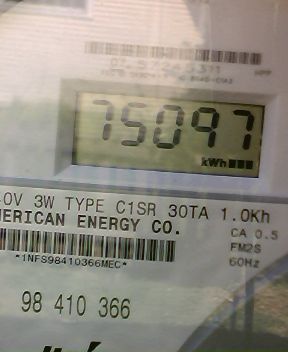 75097
kWh
0V 3W TYPE C1SR 30TA 1.0Kh
MERICAN ENERGY CO.
CA 0.5
*1NFS98410366MEC*
FM2S
60Hz
98 410 366